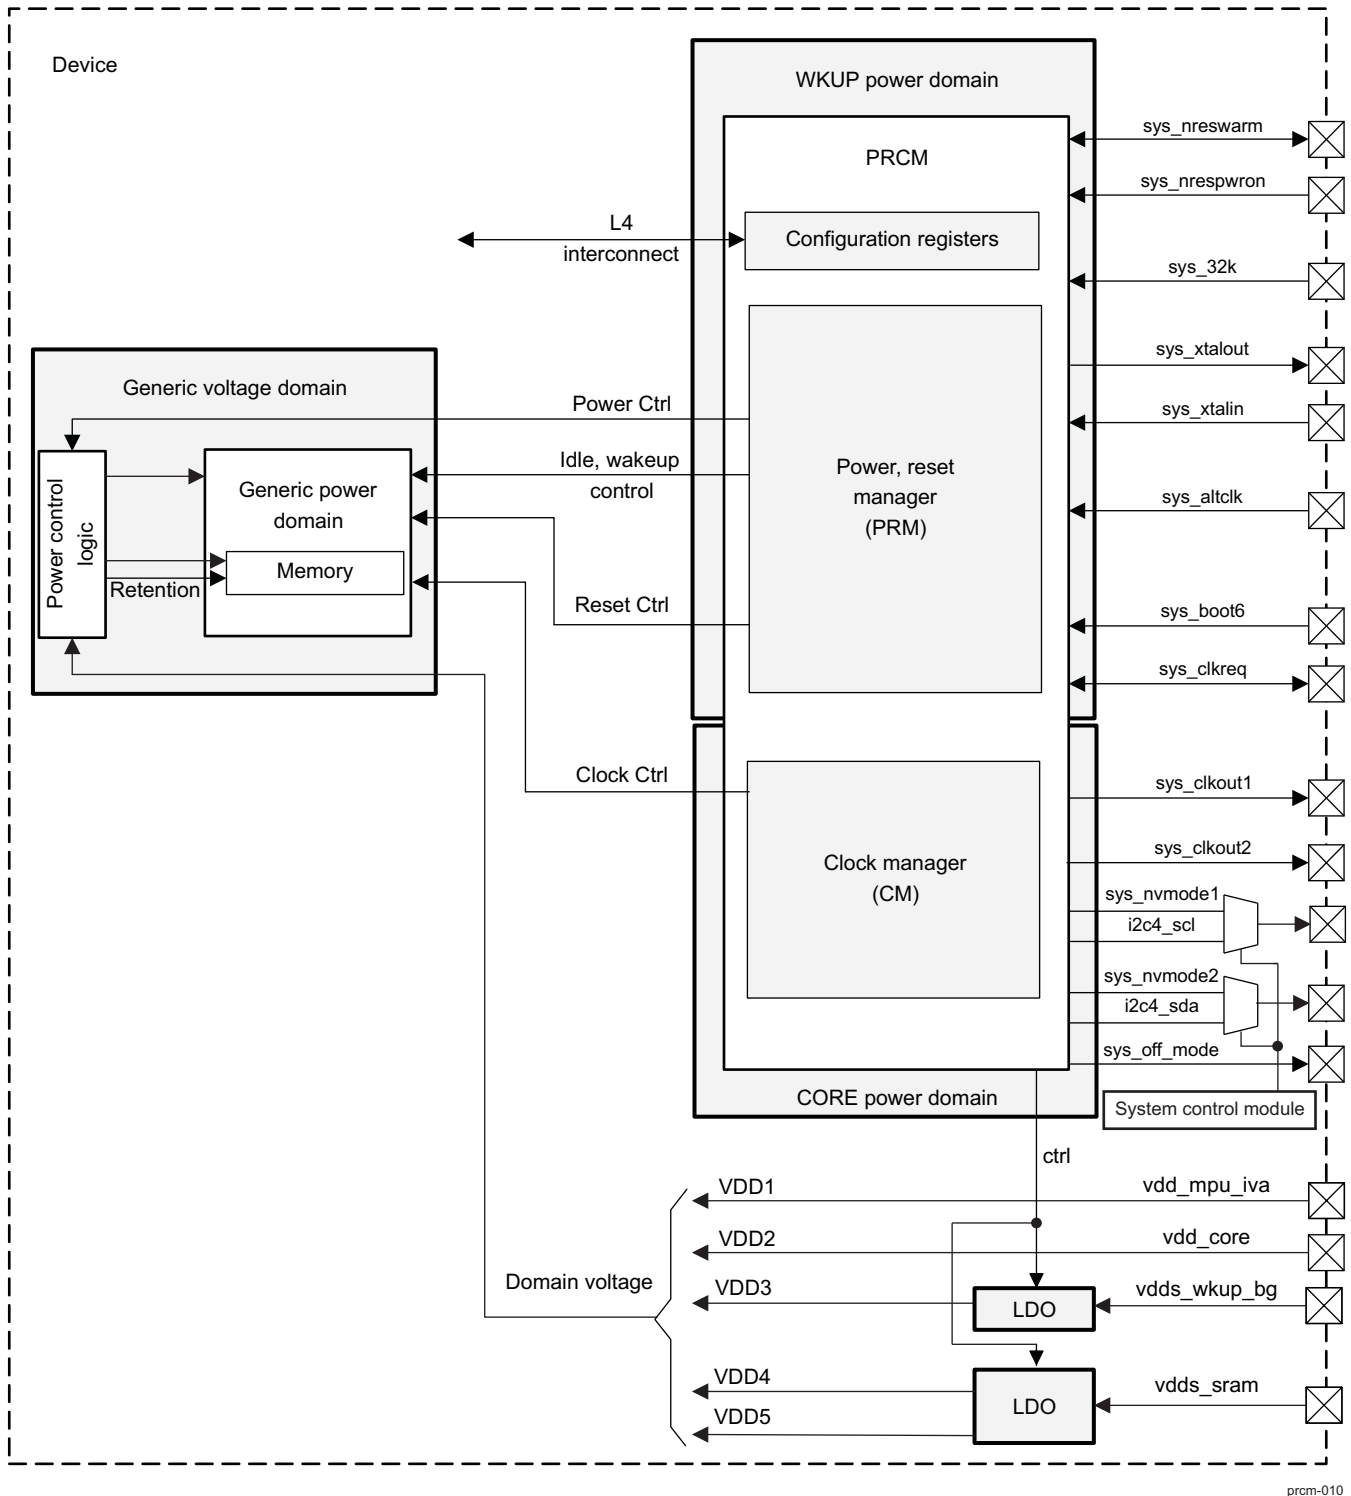 Device
WKUP power domain
PRCM
Configuration registers
L4
interconnect
Power, reset
manager
(PRM)
Generic voltage domain
Power control
logic
Generic power
domain
Memory
Retention
Power Ctrl
Idle, wakeup
control
Reset Ctrl
Clock Ctrl
Clock manager
(CM)
CORE power domain
sys_nreswarm
sys_nrespwron
sys_32k
sys_xtalout
sys_xtalin
sys_altclk
sys_boot6
sys_clkreq
sys_clkout1
sys_clkout2
sys_nvmode1
i2c4_scl
sys_nvmode2
i2c4_sda
sys_off_mode
System control module
ctrl
Domain voltage
VDD1
vdd_mpu_iva
VDD2
vdd_core
VDD3
LDO
vdds_wkup_bg
VDD4
VDD5
LDO
vdds_sram
prcm-010